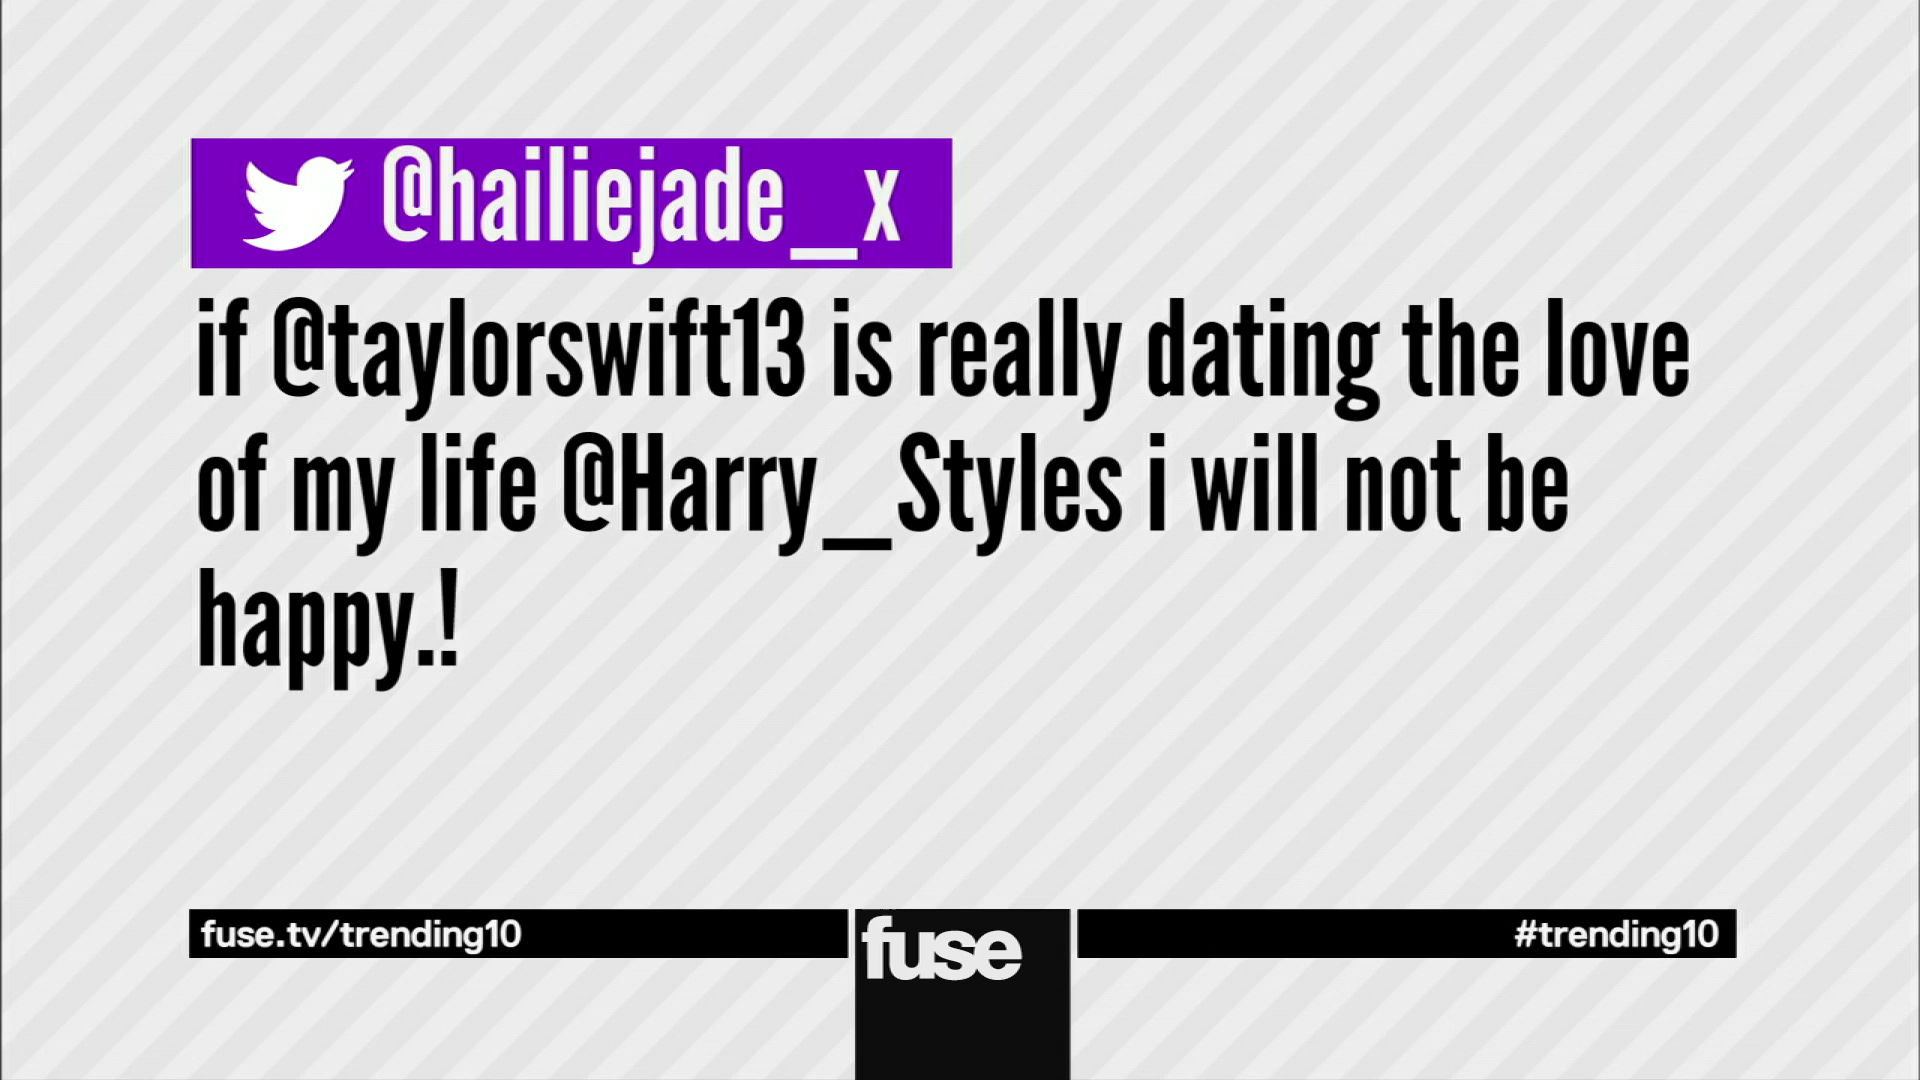 @hailiejade_x
if @taylorswift13 is really dating the love
of my life @Harry_Styles i will not be
happy.!
fuse.tv/trending10
fuse
#trending10